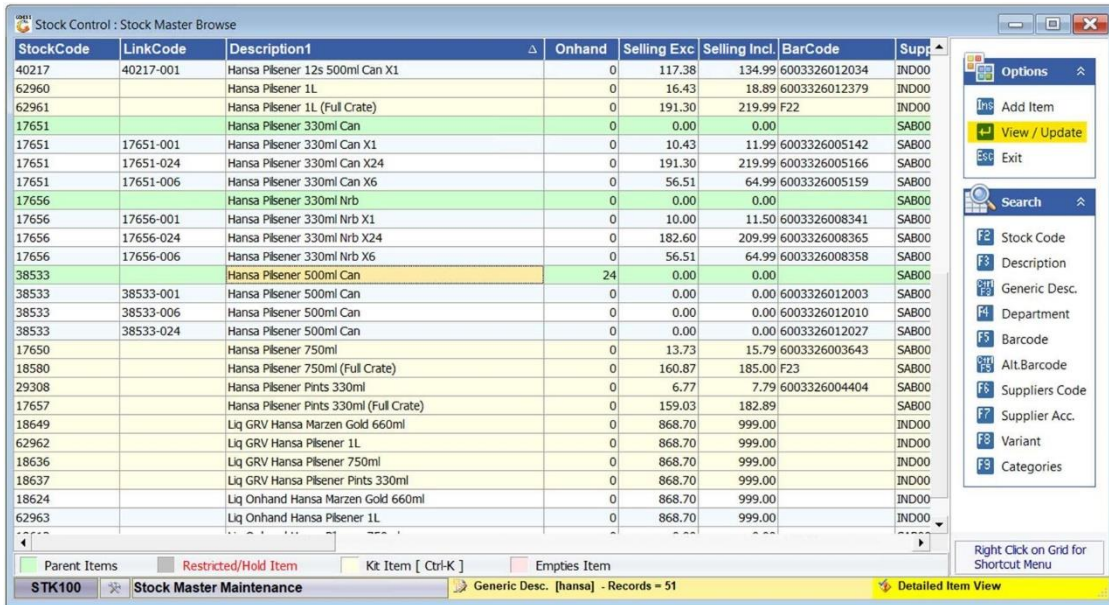 Stock Control : Stock Master Browse
StockCode LinkCode Description1 Onhand Selling Exc Selling Incl. BarCode Supp
40217 40217-001 Hansa Pilsener 12s 500ml Can X1 0 117.38 134.99 6003326012034 IND00
62960 Hansa Pilsener 1L 0 16.43 18.89 6003326012379 IND00
62961 Hansa Pilsener 1L (Full Crate) 0 191.30 219.99 F22 IND00
17651 Hansa Pilsener 330ml Can 0 0.00 0.00 SAB00
17651 17651-001 Hansa Pilsener 330ml Can X1 0 10.43 11.99 6003326005142 SAB00
17651 17651-024 Hansa Pilsener 330ml Can X24 0 191.30 219.99 6003326005166 SAB00
17651 17651-006 Hansa Pilsener 330ml Can X6 0 56.51 64.99 6003326005159 SAB00
17656 Hansa Pilsener 330ml Nrb 0 0.00 0.00 SAB00
17656 17656-001 Hansa Pilsener 330ml Nrb X1 0 10.00 11.50 6003326008341 SAB00
17656 17656-024 Hansa Pilsener 330ml Nrb X24 0 182.60 209.99 6003326008365 SAB00
17656 17656-006 Hansa Pilsener 330ml Nrb X6 0 56.51 64.99 6003326008358 SAB00
38533 Hansa Pilsener 500ml Can 24 0.00 0.00 SAB00
38533 38533-001 Hansa Pilsener 500ml Can 0 0.00 0.00 6003326012003 SAB00
38533 38533-006 Hansa Pilsener 500ml Can 0 0.00 0.00 6003326012010 SAB00
38533 38533-024 Hansa Pilsener 500ml Can 0 0.00 0.00 6003326012027 SAB00
17650 Hansa Pilsener 750ml 0 13.73 15.79 6003326003643 SAB00
18580 Hansa Pilsener 750ml (Full Crate) 0 160.87 185.00 F23 SAB00
29308 Hansa Pilsener Pints 330ml 0 6.77 7.79 6003326004404 SAB00
17657 Hansa Pilsener Pints 330ml (Full Crate) 0 159.03 182.89 SAB00
18649 Liq GRV Hansa Marzen Gold 660ml 0 868.70 999.00 IND00
62962 Liq GRV Hansa Pilsener 1L 0 868.70 999.00 IND00
18636 Liq GRV Hansa Pilsener 750ml 0 868.70 999.00 IND00
18637 Liq GRV Hansa Pilsener Pints 330ml 0 868.70 999.00 IND00
18624 Liq Onhand Hansa Marzen Gold 660ml 0 868.70 999.00 IND00
62963 Liq Onhand Hansa Pilsener 1L 0 868.70 999.00 IND00
Parent Items Restricted/Hold Item Kit Item [ Ctrl-K ] Empties Item
STK100 Stock Master Maintenance Generic Desc. [hansa] - Records = 51 Detailed Item View
Options
Ins Add Item
View / Update
Esc Exit
Search
F2 Stock Code
F3 Description
Ctrl F3 Generic Desc.
F4 Department
F5 Barcode
Ctrl F5 Alt.Barcode
F6 Suppliers Code
F7 Supplier Acc.
F8 Variant
F9 Categories
Right Click on Grid for
Shortcut Menu